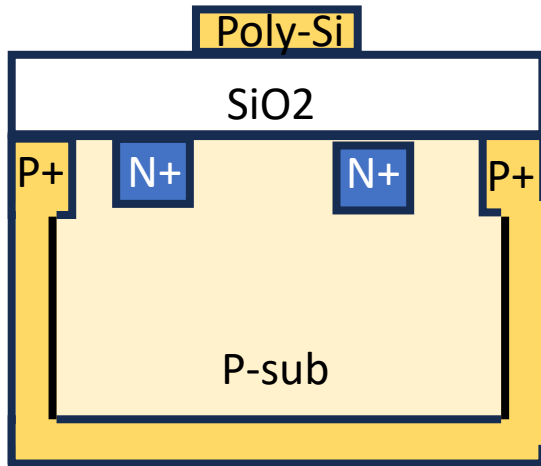 Poly-Si
SiO2
P+
N+
N+
P+
P-sub